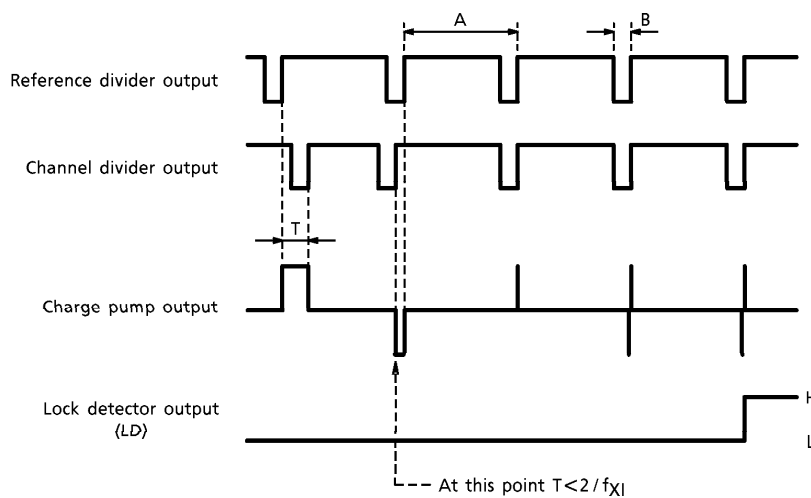 A
B
Reference divider output
Channel divider output
T
Charge pump output
Lock detector output
(LD)
H
L
At this point T<2/fXI